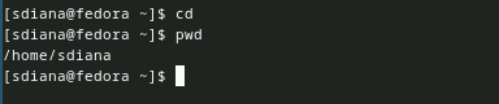 [sdiana@fedora ~]$ cd
[sdiana@fedora ~]$ pwd
/home/sdiana
[sdiana@fedora ~]$